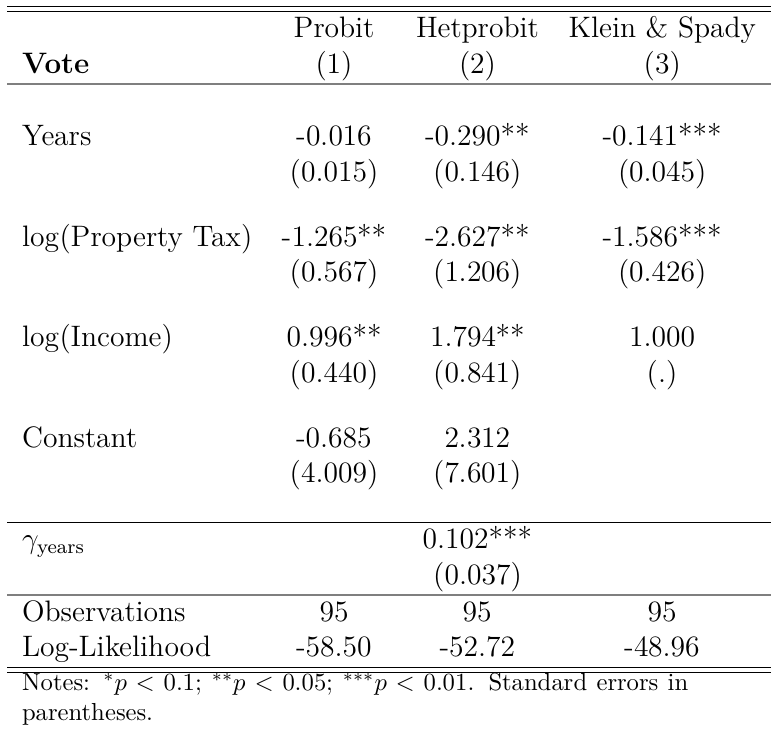 Probit Hetprobit Klein & Spady
Vote (1) (2) (3)
Years -0.016 -0.290** -0.141***
(0.015) (0.146) (0.045)
log(Property Tax) -1.265** -2.627** -1.586***
(0.567) (1.206) (0.426)
log(Income) 0.996** 1.794** 1.000
(0.440) (0.841) (.)
Constant -0.685 2.312
(4.009) (7.601)
γyears 0.102***
(0.037)
Observations 95 95 95
Log-Likelihood -58.50 -52.72 -48.96
Notes: *p < 0.1; **p < 0.05; ***p < 0.01. Standard errors in
parentheses.